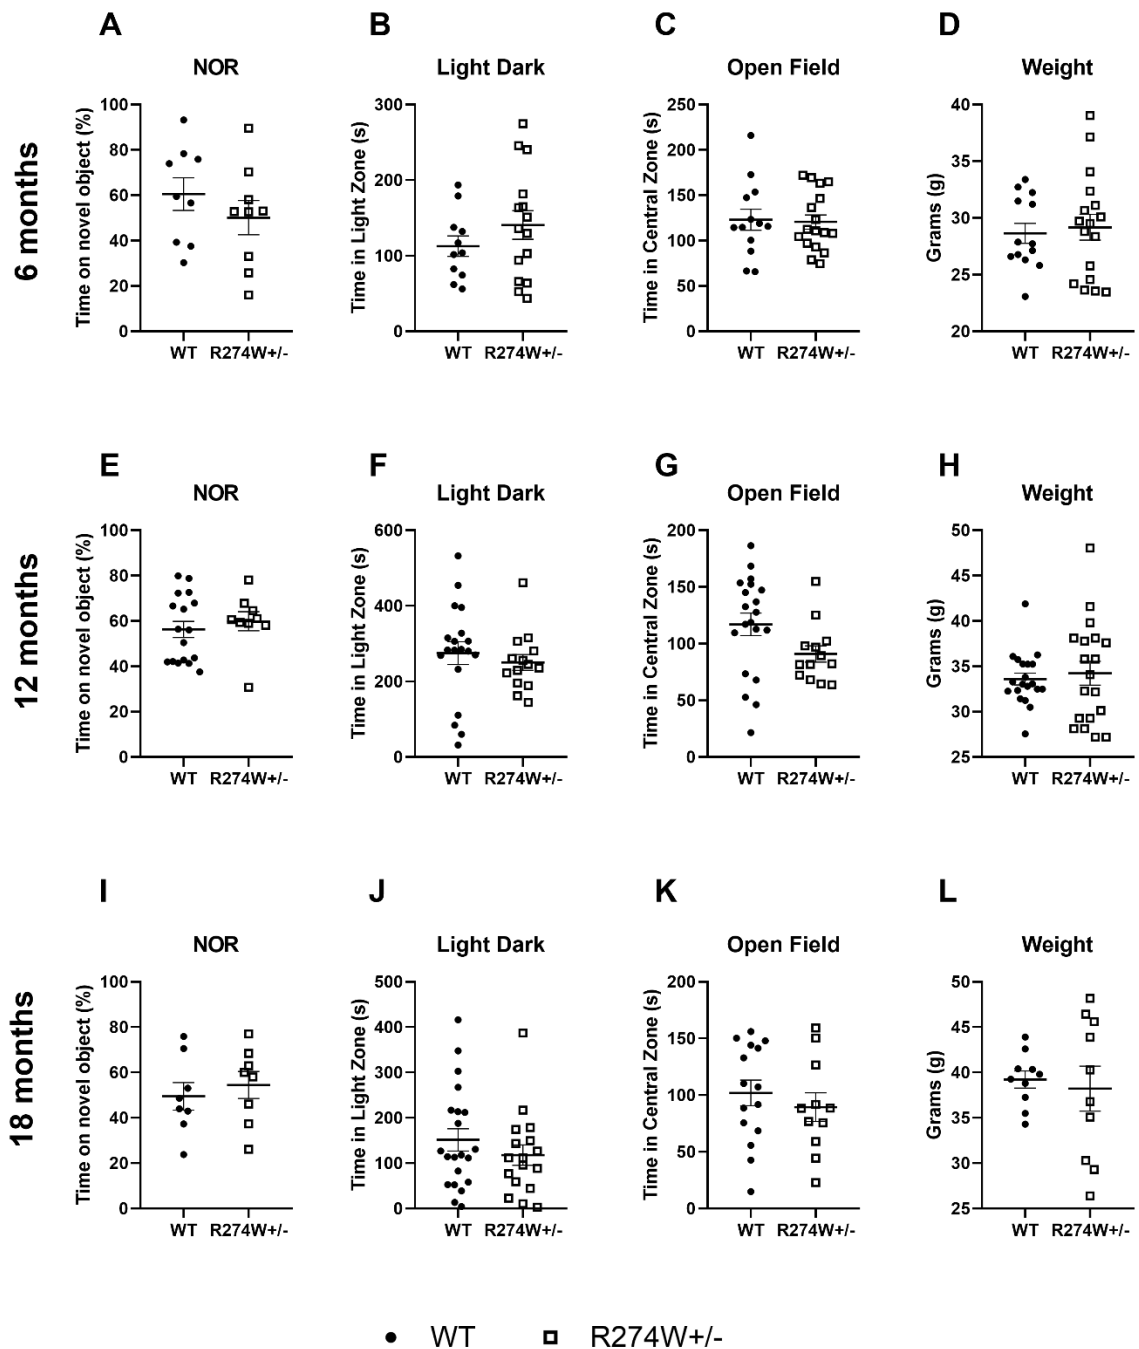 A B C D
NOR Light Dark Open Field Weight
6 months
Time on novel object (%)
100
80
60
40
20
0
WT R274W+/-
Time in Light Zone (s)
300
200
100
0
WT R274W+/-
Time in Central Zone (s)
250
200
150
100
50
0
WT R274W+/-
Grams (g)
40
35
30
25
20
WT R274W+/-
E F G H
NOR Light Dark Open Field Weight
12 months
Time on novel object (%)
100
80
60
40
20
0
WT R274W+/-
Time in Light Zone (s)
600
400
200
0
WT R274W+/-
Time in Central Zone (s)
200
150
100
50
0
WT R274W+/-
Grams (g)
50
45
40
35
30
25
WT R274W+/-
I J K L
NOR Light Dark Open Field Weight
18 months
Time on novel object (%)
100
80
60
40
20
0
WT R274W+/-
Time in Light Zone (s)
500
400
300
200
100
0
WT R274W+/-
Time in Central Zone (s)
200
150
100
50
0
WT R274W+/-
Grams (g)
50
45
40
35
30
25
WT R274W+/-
WT R274W+/-